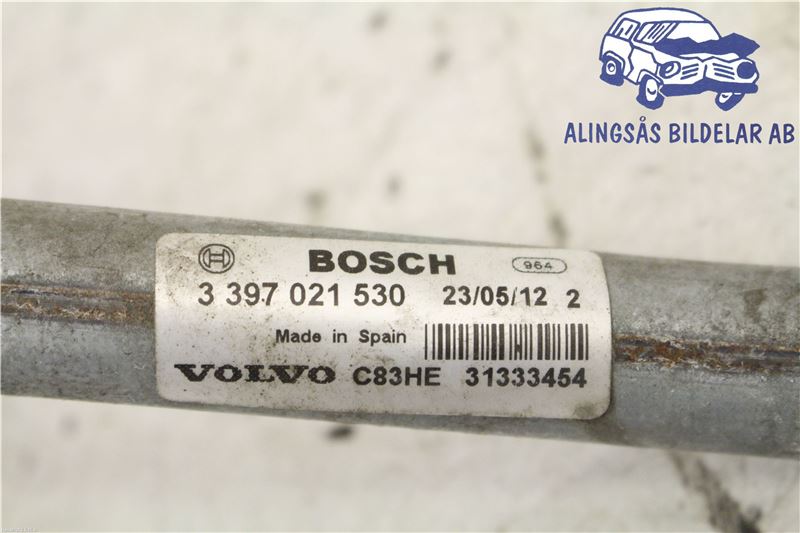 ALINGSÅS BILDELAR AB
BOSCH 964
3 397 021 530 23/05/12 2
Made in Spain
VOLVO C83HE 31333454